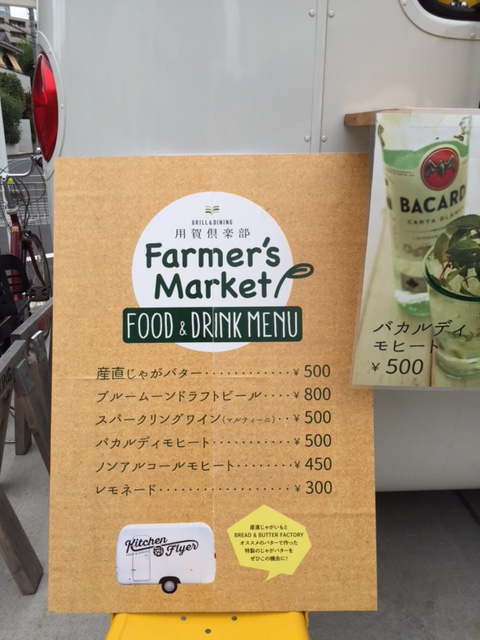 GRILL & DINING
用賀倶楽部
Farmer's
Market
FOOD & DRINK MENU
産直じゃがバター・・・・・・・・・・¥ 500
ブルームーンドラフトビール・・・・¥ 800
スパークリングワイン(マルティーニ)・・・¥ 500
バカルディモヒート・・・・・・・・¥ 500
ノンアルコールモヒート・・・・・・¥ 450
レモネード・・・・・・・・・・・・・・¥ 300
Kitchen
Flyer
産直じゃがいもと
BREAD & BUTTER FACTORY
オススメのバターで作った
特製のじゃがバターを
ぜひこの機会に!
BACARD
CARTA BLAN
バカルディ
モヒート
¥ 500